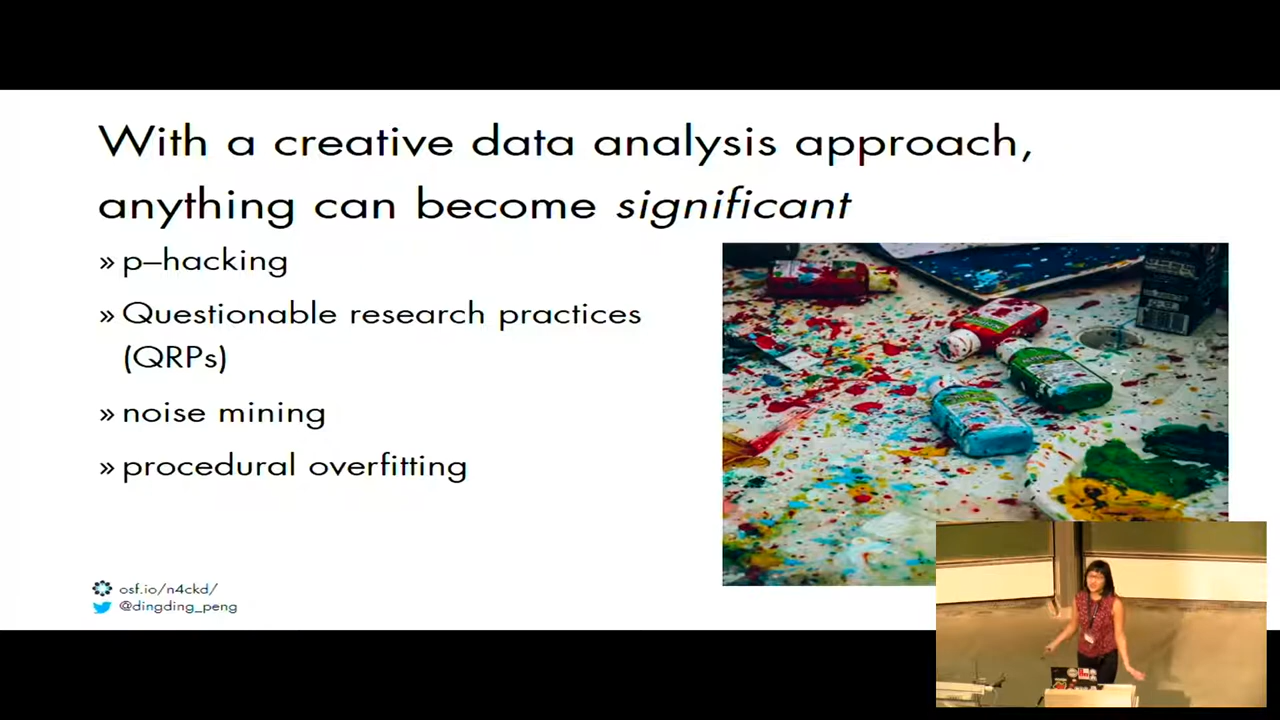 With a creative data analysis approach,
anything can become significant
» p–hacking
» Questionable research practices
(QRPs)
» noise mining
» procedural overfitting
osf.io/n4ckd/
@dingding_peng